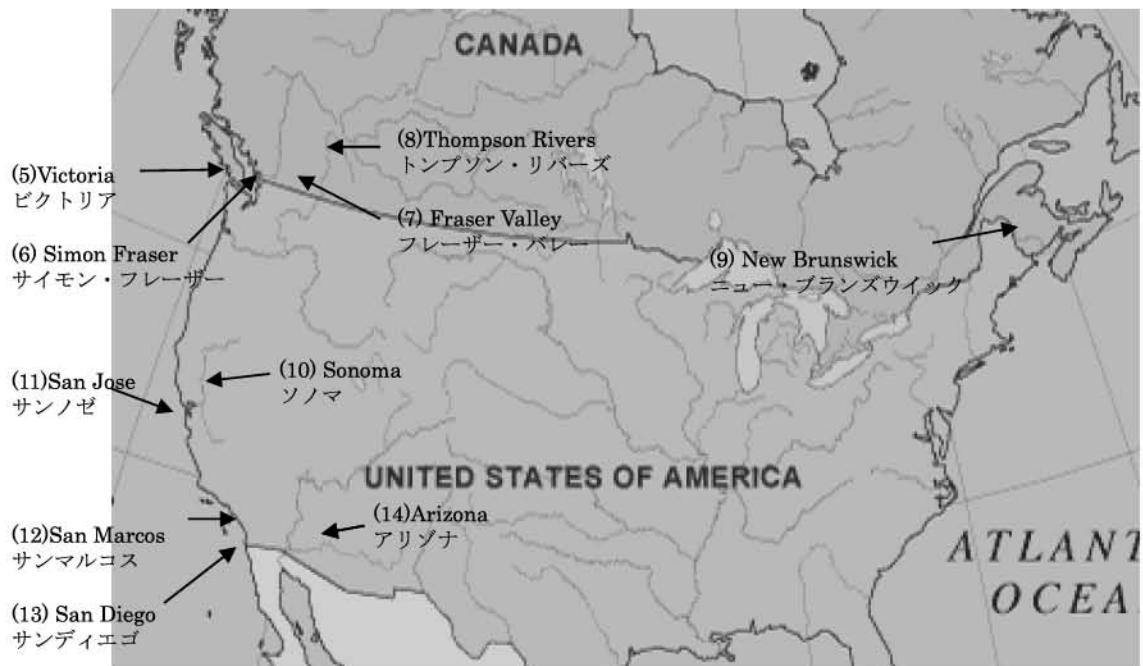 CANADA
(8)Thompson Rivers
トンプソン・リバーズ
(5)Victoria
ビクトリア
(7) Fraser Valley
フレーザー・バレー
(6) Simon Fraser
サイモン・フレーザー
(9) New Brunswick
ニュー・ブランズウイック
(10) Sonoma
ソノマ
(11)San Jose
サンノゼ
UNITED STATES OF AMERICA
(14)Arizona
アリゾナ
(12)San Marcos
サンマルコス
ATLANT
OCEA
(13) San Diego
サンディエゴ